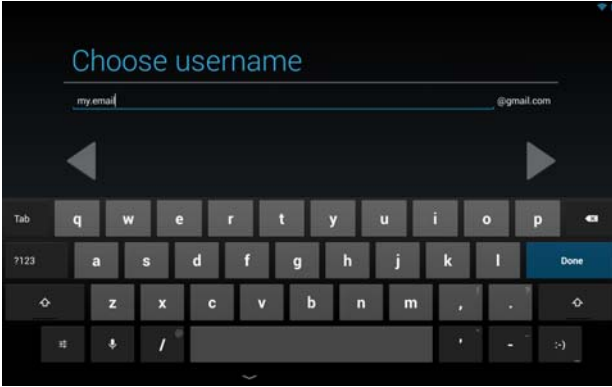 Choose username
my.email @gmail.com
Tab q w e r t y u i o p
?123 a s d f g h j k l Done
z x c v b n m , ! . ?
/ @ ' " - _ :-)